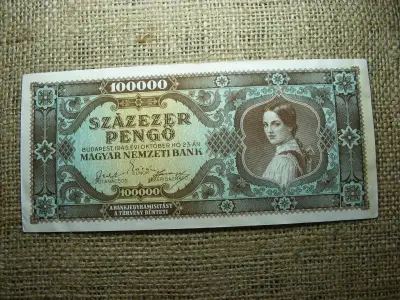 100000
SZÁZEZER
PENGŐ
BUDAPEST, 1945. ÉVI OKTÓBER HÓ 23-ÁN
MAGYAR NEMZETI BANK
100000
A BANKJEGYHAMISÍTÁST
A TÖRVÉNY BÜNTETI